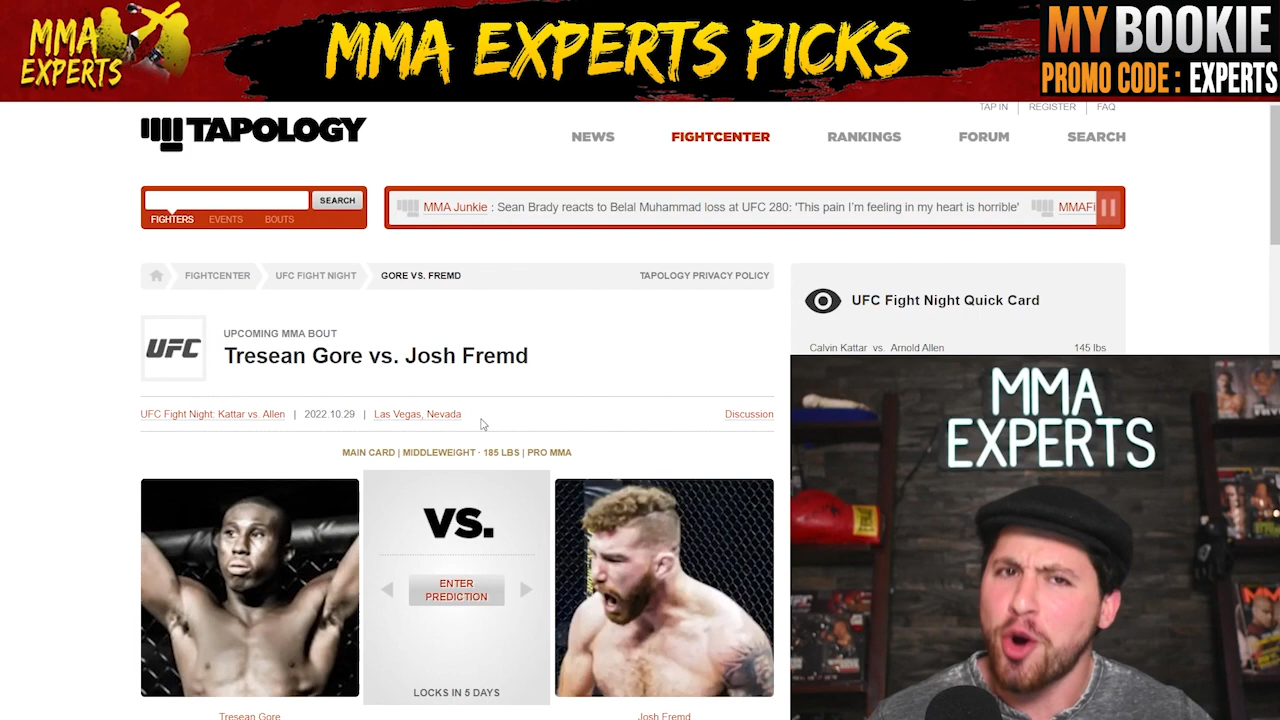 MMA
EXPERTS
MMA EXPERTS PICKS
MY BOOKIE
PROMO CODE : EXPERTS
TAP IN
REGISTER
FAQ
TAPOLOGY
NEWS
FIGHTCENTER
RANKINGS
FORUM
SEARCH
SEARCH
FIGHTERS
EVENTS
BOUTS
MMA Junkie : Sean Brady reacts to Belal Muhammad loss at UFC 280: 'This pain I'm feeling in my heart is horrible'
MMAFi
FIGHTCENTER
UFC FIGHT NIGHT
GORE VS. FREMD
TAPOLOGY PRIVACY POLICY
UFC Fight Night Quick Card
Calvin Kattar vs. Arnold Allen 145 lbs
UFC
UPCOMING MMA BOUT
Tresean Gore vs. Josh Fremd
UFC Fight Night: Kattar vs. Allen | 2022.10.29 | Las Vegas, Nevada
Discussion
MAIN CARD | MIDDLEWEIGHT · 185 LBS | PRO MMA
VS.
ENTER
PREDICTION
LOCKS IN 5 DAYS
Tresean Gore
Josh Fremd
MMA
EXPERTS